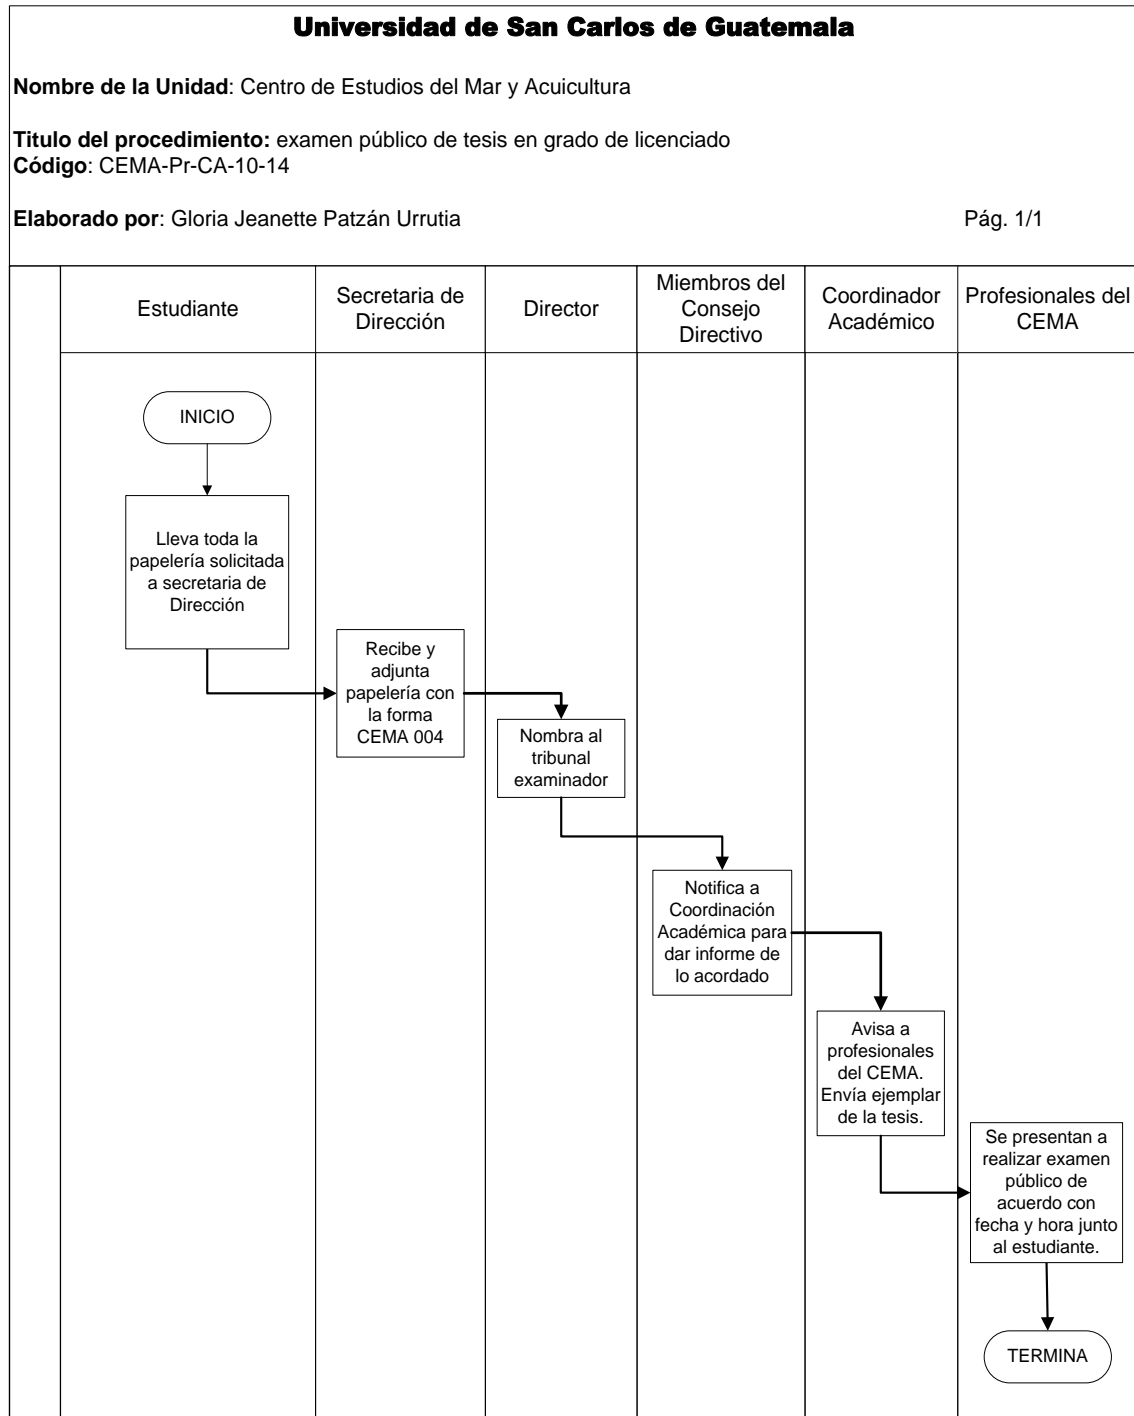 Universidad de San Carlos de Guatemala
Nombre de la Unidad: Centro de Estudios del Mar y Acuicultura
Titulo del procedimiento: examen público de tesis en grado de licenciado
Código: CEMA-Pr-CA-10-14
Elaborado por: Gloria Jeanette Patzán Urrutia
Pág. 1/1
Estudiante
Secretaria de
Dirección
Director
Miembros del
Consejo
Directivo
Coordinador
Académico
Profesionales del
CEMA
INICIO
Lleva toda la
papelería solicitada
a secretaria de
Dirección
Recibe y
adjunta
papelería con
la forma
CEMA 004
Nombra al
tribunal
examinador
Notifica a
Coordinación
Académica para
dar informe de
lo acordado
Avisa a
profesionales
del CEMA.
Envía ejemplar
de la tesis.
Se presentan a
realizar examen
público de
acuerdo con
fecha y hora junto
al estudiante.
TERMINA